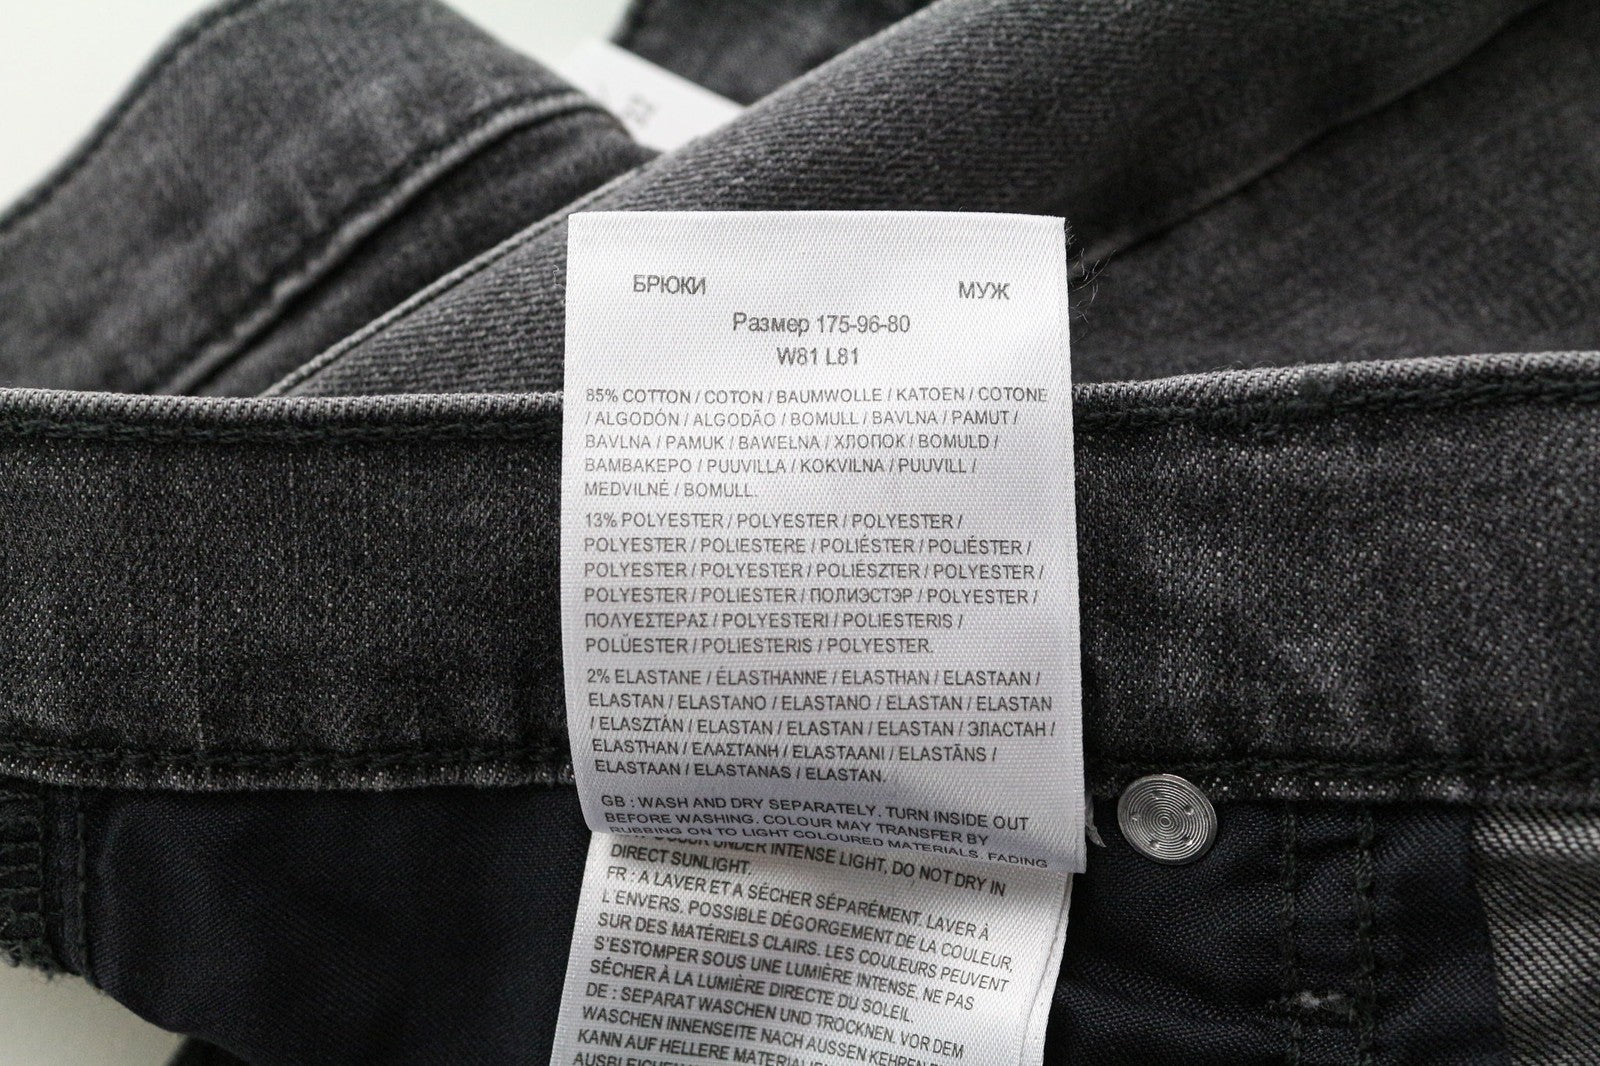 БРЮКИ МУЖ
Размер 175-96-80
W81 L81
85% COTTON / COTON / BAUMWOLLE / KATOEN / COTONE
/ ALGODÓN / ALGODÃO / BOMULL / BAVLNA / PAMUT /
BAVLNA / PAMUK / BAWEŁNA / ХЛОПОК / BOMULD /
ΒΑΜΒΑΚΕΡΟ / PUUVILLA / KOKVILNA / PUUVILL /
MEDVILNÉ / BOMULL.
13% POLYESTER / POLYESTER / POLYESTER /
POLYESTER / POLIESTERE / POLIÉSTER / POLIÉSTER /
POLYESTER / POLYESTER / POLIÉSZTER / POLYESTER /
POLYESTER / POLIESTER / ПОЛИЭСТЭР / POLYESTER /
ΠΟΛΥΕΣΤΕΡΑΣ / POLYESTERI / POLIESTERIS /
POLÜESTER / POLIESTERIS / POLYESTER.
2% ELASTANE / ÉLASTHANNE / ELASTHAN / ELASTAAN /
ELASTAN / ELASTANO / ELASTANO / ELASTAN / ELASTAN
/ ELASZTÁN / ELASTAN / ELASTAN / ELASTAN / ЭЛАСТАН /
ELASTHAN / ΕΛΑΣΤΑΝΗ / ELASTAANI / ELASTĀNS /
ELASTAAN / ELASTANAS / ELASTAN.
GB : WASH AND DRY SEPARATELY. TURN INSIDE OUT
BEFORE WASHING. COLOUR MAY TRANSFER BY
RUBBING ON TO LIGHT COLOURED MATERIALS. FADING
UNDER INTENSE LIGHT, DO NOT DRY IN
DIRECT SUNLIGHT.
FR : A LAVER ET A SÉCHER SÉPARÉMENT. LAVER À
L'ENVERS. POSSIBLE DÉGORGEMENT DE LA COULEUR,
SUR DES MATÉRIELS CLAIRS. LES COULEURS PEUVENT
S'ESTOMPER SOUS UNE LUMIÈRE INTENSE, NE PAS
SÉCHER À LA LUMIÈRE DIRECTE DU SOLEIL.
DE : SEPARAT WASCHEN UND TROCKNEN. VOR DEM
WASCHEN INNENSEITE NACH AUSSEN KEHREN
KANN AUF HELLERE